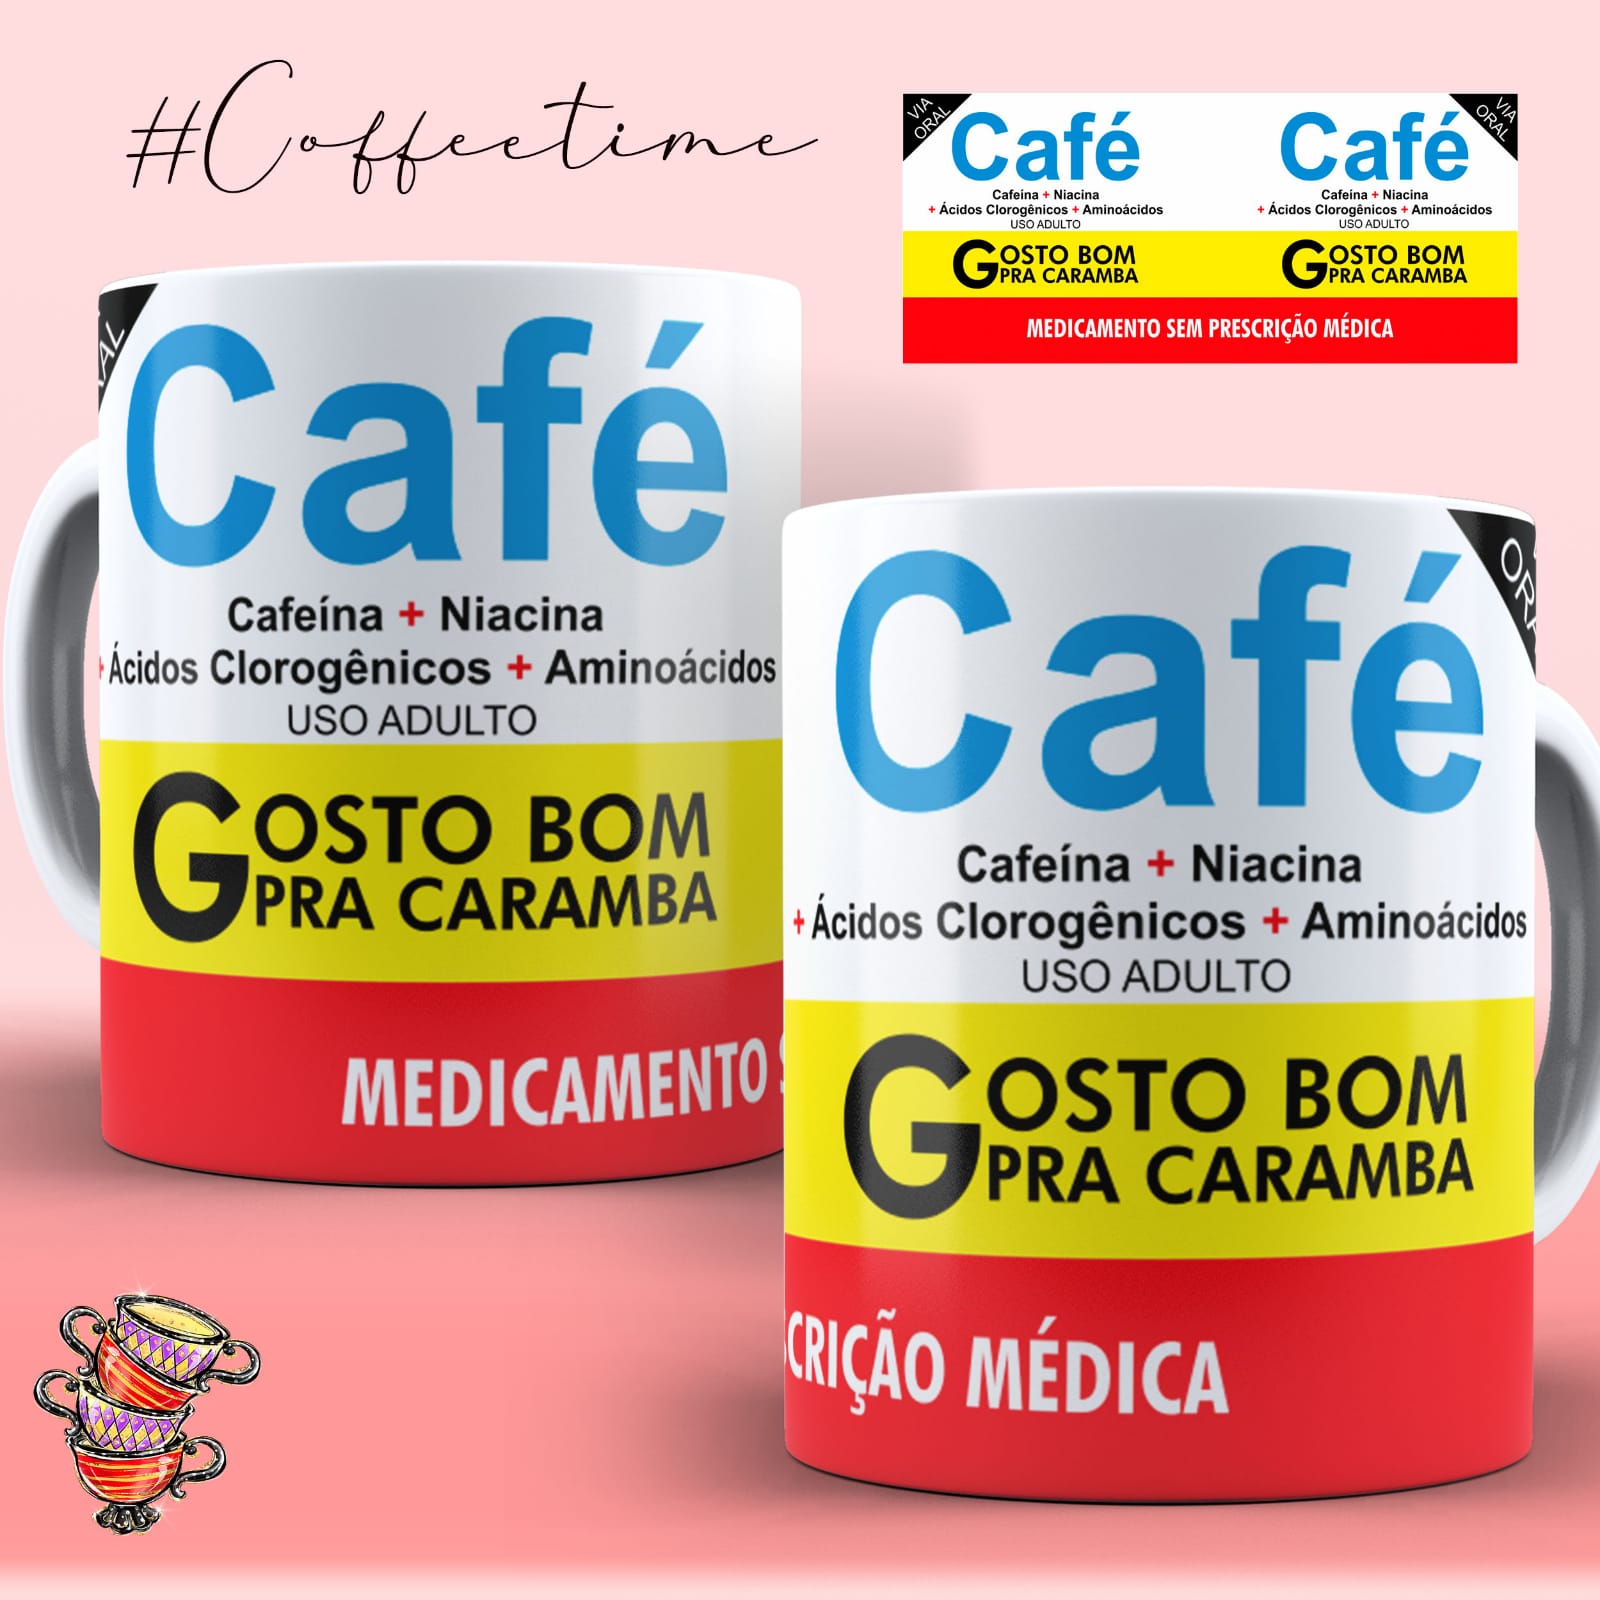 #Coffeetime
VIA
ORAL
Café
Cafeína + Niacina
+ Ácidos Clorogênicos + Aminoácidos
USO ADULTO
GOSTO BOM
PRA CARAMBA
VIA
ORAL
Café
Cafeína + Niacina
+ Ácidos Clorogênicos + Aminoácidos
USO ADULTO
GOSTO BOM
PRA CARAMBA
MEDICAMENTO SEM PRESCRIÇÃO MÉDICA
RAL
Café
Cafeína + Niacina
+ Ácidos Clorogênicos + Aminoácidos
USO ADULTO
GOSTO BOM
PRA CARAMBA
MEDICAMENTO S
ORA
Café
Cafeína + Niacina
+ Ácidos Clorogênicos + Aminoácidos
USO ADULTO
GOSTO BOM
PRA CARAMBA
SCRIÇÃO MÉDICA